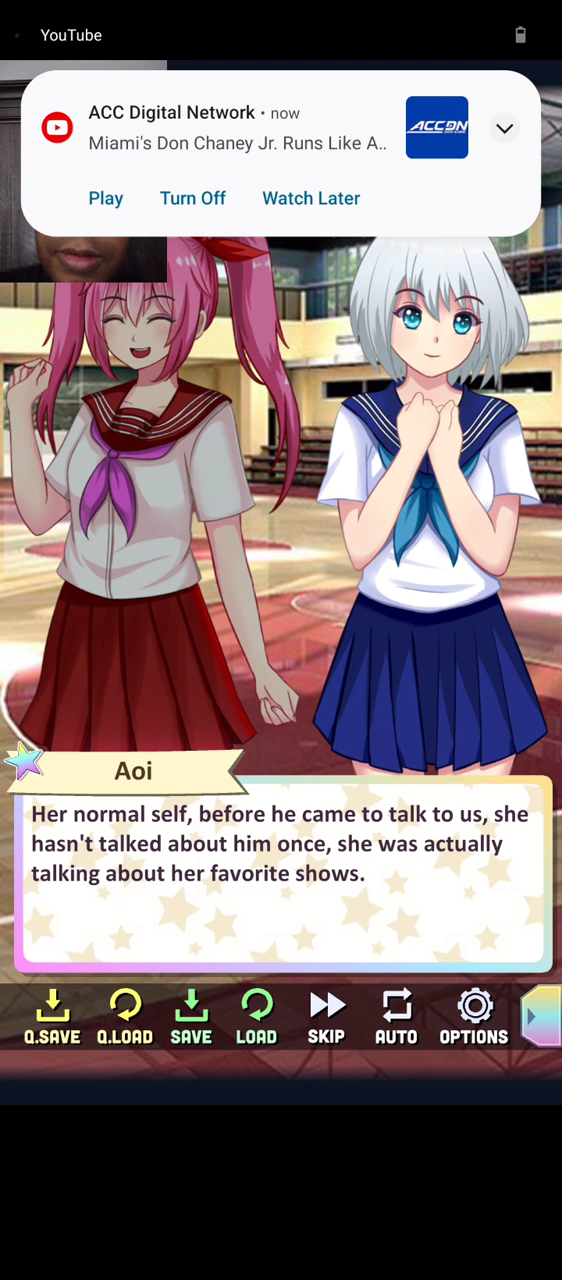 YouTube
ACC Digital Network • now
Miami's Don Chaney Jr. Runs Like A..
ACCDN
Play Turn Off Watch Later
Aoi
Her normal self, before he came to talk to us, she
hasn't talked about him once, she was actually
talking about her favorite shows.
Q.SAVE Q.LOAD SAVE LOAD SKIP AUTO OPTIONS